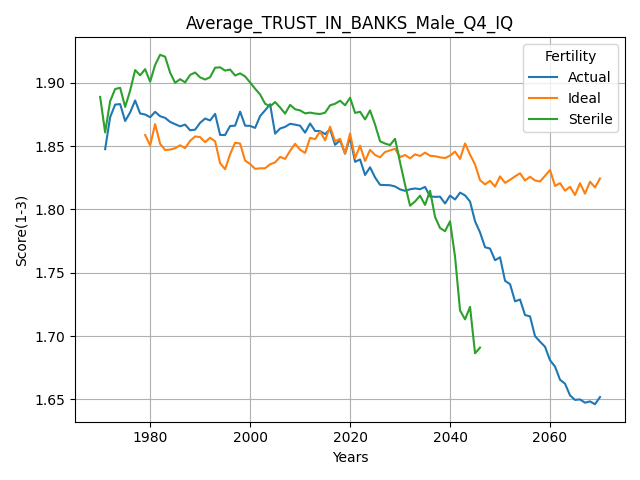 Average_TRUST_IN_BANKS_Male_Q4_IQ
Fertility
Actual
Ideal
Sterile
Score(1-3)
1.90
1.85
1.80
1.75
1.70
1.65
1980 2000 2020 2040 2060
Years